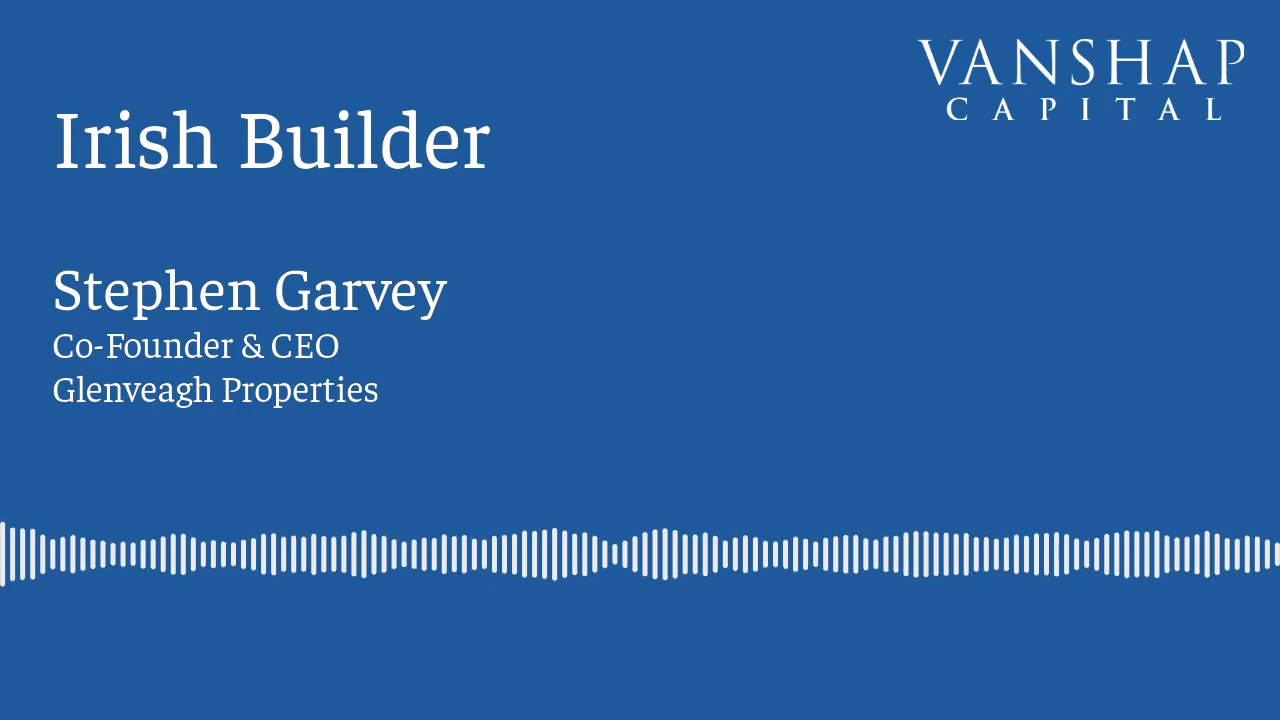 VANSHAP
CAPITAL
Irish Builder
Stephen Garvey
Co-Founder & CEO
Glenveagh Properties